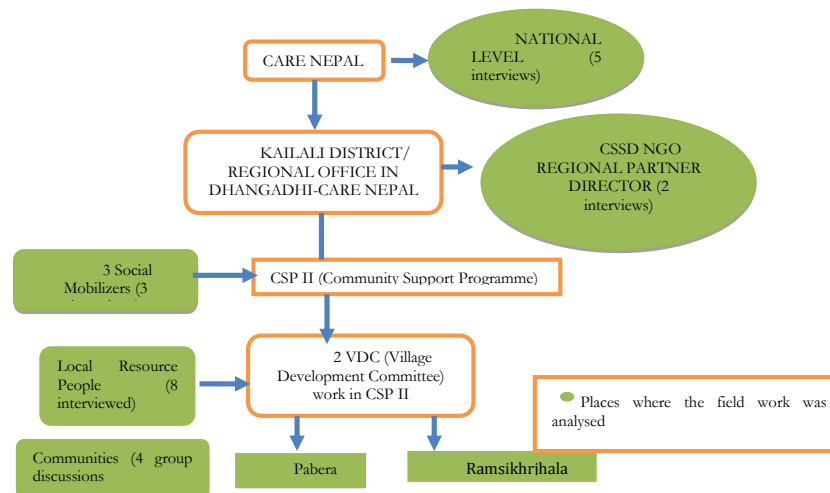 NATIONAL
LEVEL (5
interviews)
CARE NEPAL
KAILALI DISTRICT/
REGIONAL OFFICE IN
DHANGADHI-CARE NEPAL
CSSD NGO
REGIONAL PARTNER
DIRECTOR (2
interviews)
3 Social
Mobilizers (3
CSP II (Community Support Programme)
2 VDC (Village
Development Committee)
work in CSP II
Local Resource
People (8
interviewed)
Places where the field work was
analysed
Communities (4 group
discussions
Pabera
Ramsikhrjhala